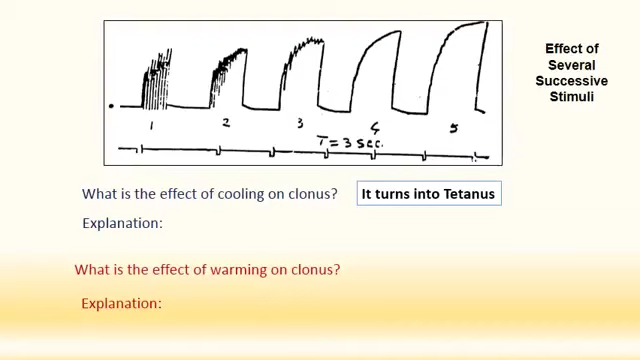 Effect of
Several
Successive
Stimuli
1 2 3 4 5
T = 3 sec.
What is the effect of cooling on clonus? It turns into Tetanus
Explanation:
What is the effect of warming on clonus?
Explanation: